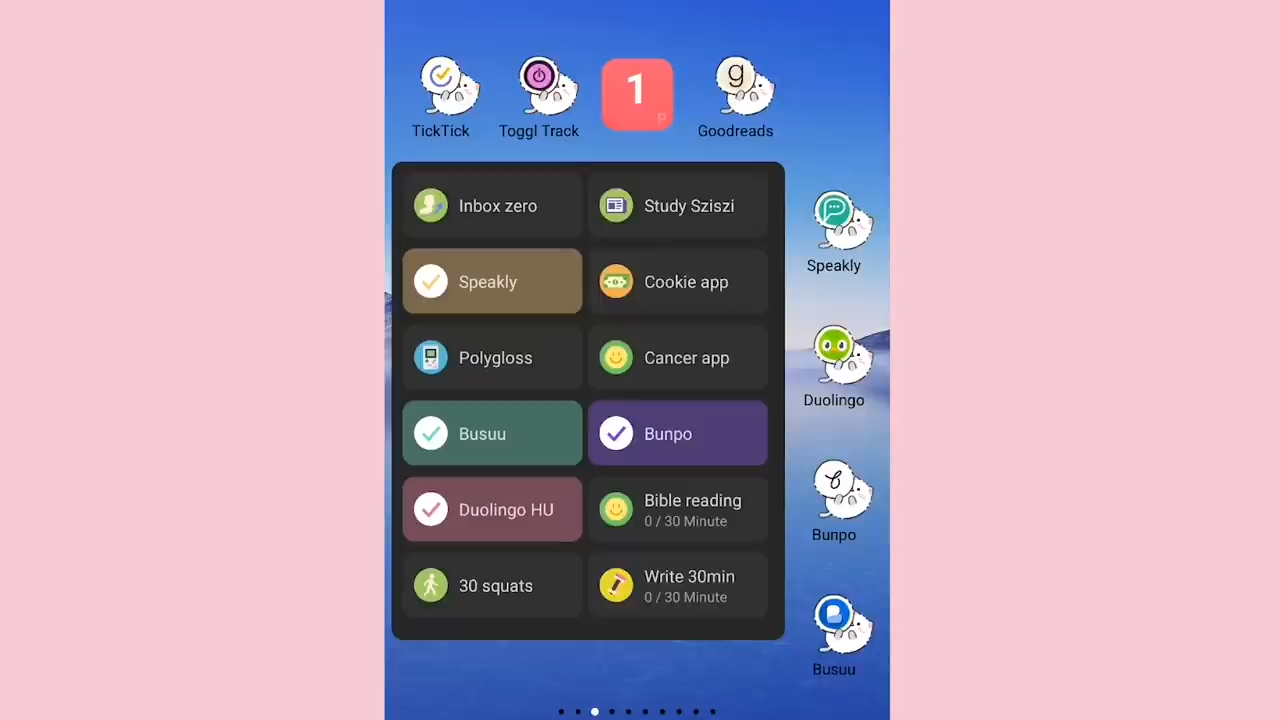 1
P
g
TickTick
Toggl Track
Goodreads
Inbox zero
Study Sziszi
Speakly
Cookie app
Polygloss
Cancer app
Busuu
Bunpo
Duolingo HU
Bible reading
0 / 30 Minute
30 squats
Write 30min
0 / 30 Minute
Speakly
Duolingo
Bunpo
Busuu